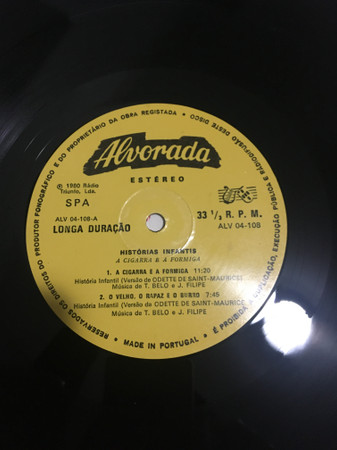 Alvorada
ESTÉREO
℗ 1980 Rádio
Triunfo, Lda.
SPA
ALV 04-108-A
LONGA DURAÇÃO
33 1/3 R. P. M.
ALV 04-108
HISTÓRIAS INFANTIS
A CIGARRA E A FORMIGA
1. A CIGARRA E A FORMIGA 11:20
História Infantil (Versão de ODETTE DE SAINT-MAURICE)
Música de T. BELO e J. FILIPE
2. O VELHO, O RAPAZ E O BURRO 7:45
História Infantil (Versão de ODETTE DE SAINT-MAURICE)
Música de T. BELO e J. FILIPE
RESERVADOS OS DIREITOS DO PRODUTOR FONOGRÁFICO E DO PROPRIETÁRIO DA OBRA REGISTADA •
É PROIBIDA A EXECUÇÃO PÚBLICA E RÁDIODIFUSÃO DESTE DISCO
• MADE IN PORTUGAL •